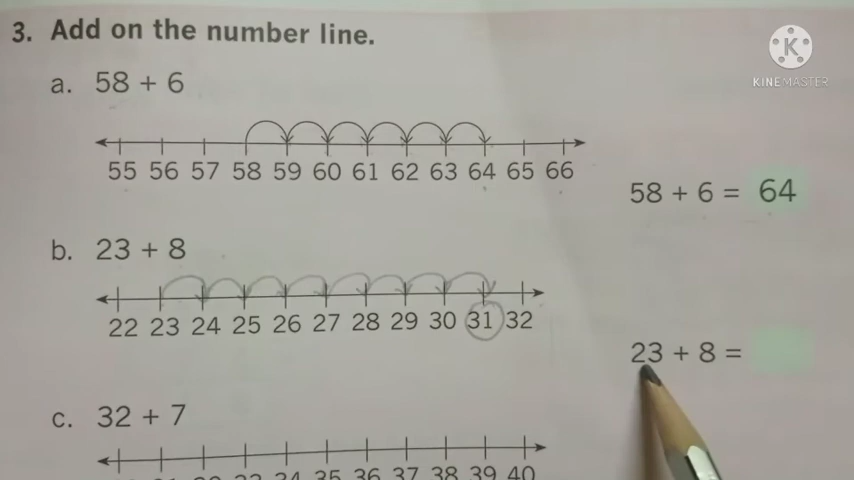 3. Add on the number line.
K
KINEMASTER
a. 58 + 6
55 56 57 58 59 60 61 62 63 64 65 66
58 + 6 = 64
b. 23 + 8
22 23 24 25 26 27 28 29 30 31 32
23 + 8 =
c. 32 + 7
34 35 36 37 38 39 40